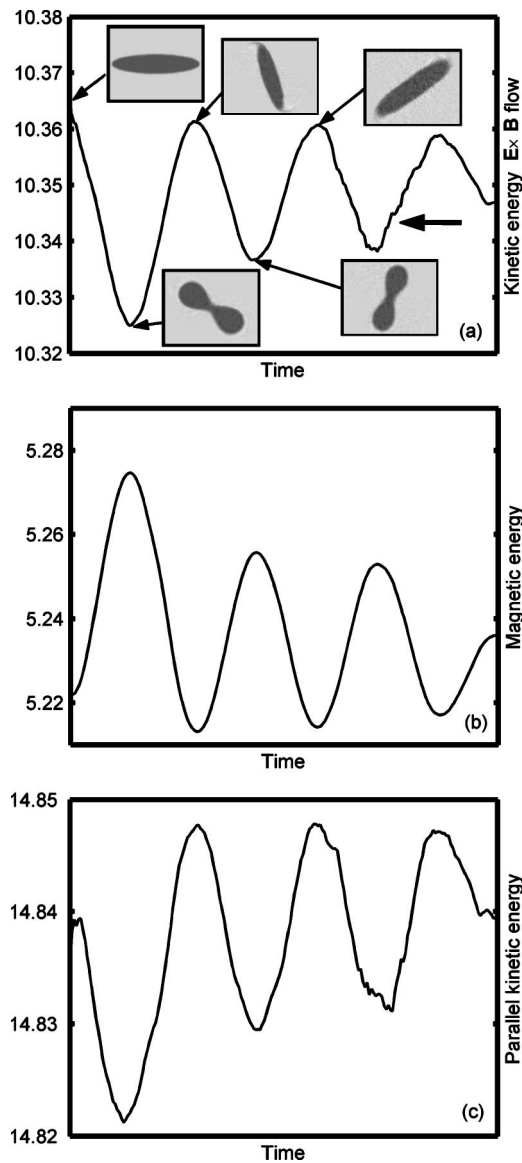 10.38
10.37
10.36
10.35
10.34
10.33
10.32
Kinetic energy E× B flow
(a)
Time
5.28
5.26
5.24
5.22
Magnetic energy
(b)
Time
14.85
14.84
14.83
14.82
Parallel kinetic energy
(c)
Time